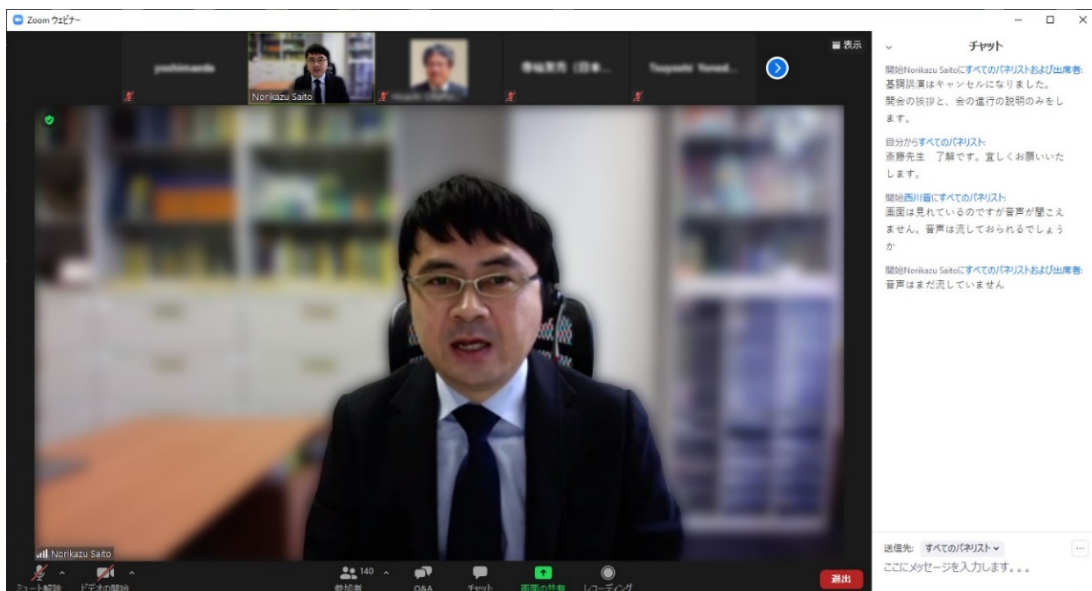 Zoom ウェビナー
表示
Norikazu Saito
Norikazu Saito
ミュート解除
ビデオの開始
140
参加者
Q&A
チャット
画面の共有
レコーディング
退出
チャット
開始Norikazu Saitoにすべてのパネリストおよび出席者:
基調講演はキャンセルになりました。
開会の挨拶と、会の進行の説明のみをし
ます。
自分からすべてのパネリスト:
斎藤先生 了解です。宜しくお願いいた
します。
にすべてのパネリスト:
画面は見れているのですが音声が聞こえ
ません。音声は流しておられるでしょう
か
開始Norikazu Saitoにすべてのパネリストおよび出席者:
音声はまだ流していません
送信先: すべてのパネリスト
ここにメッセージを入力します。。。